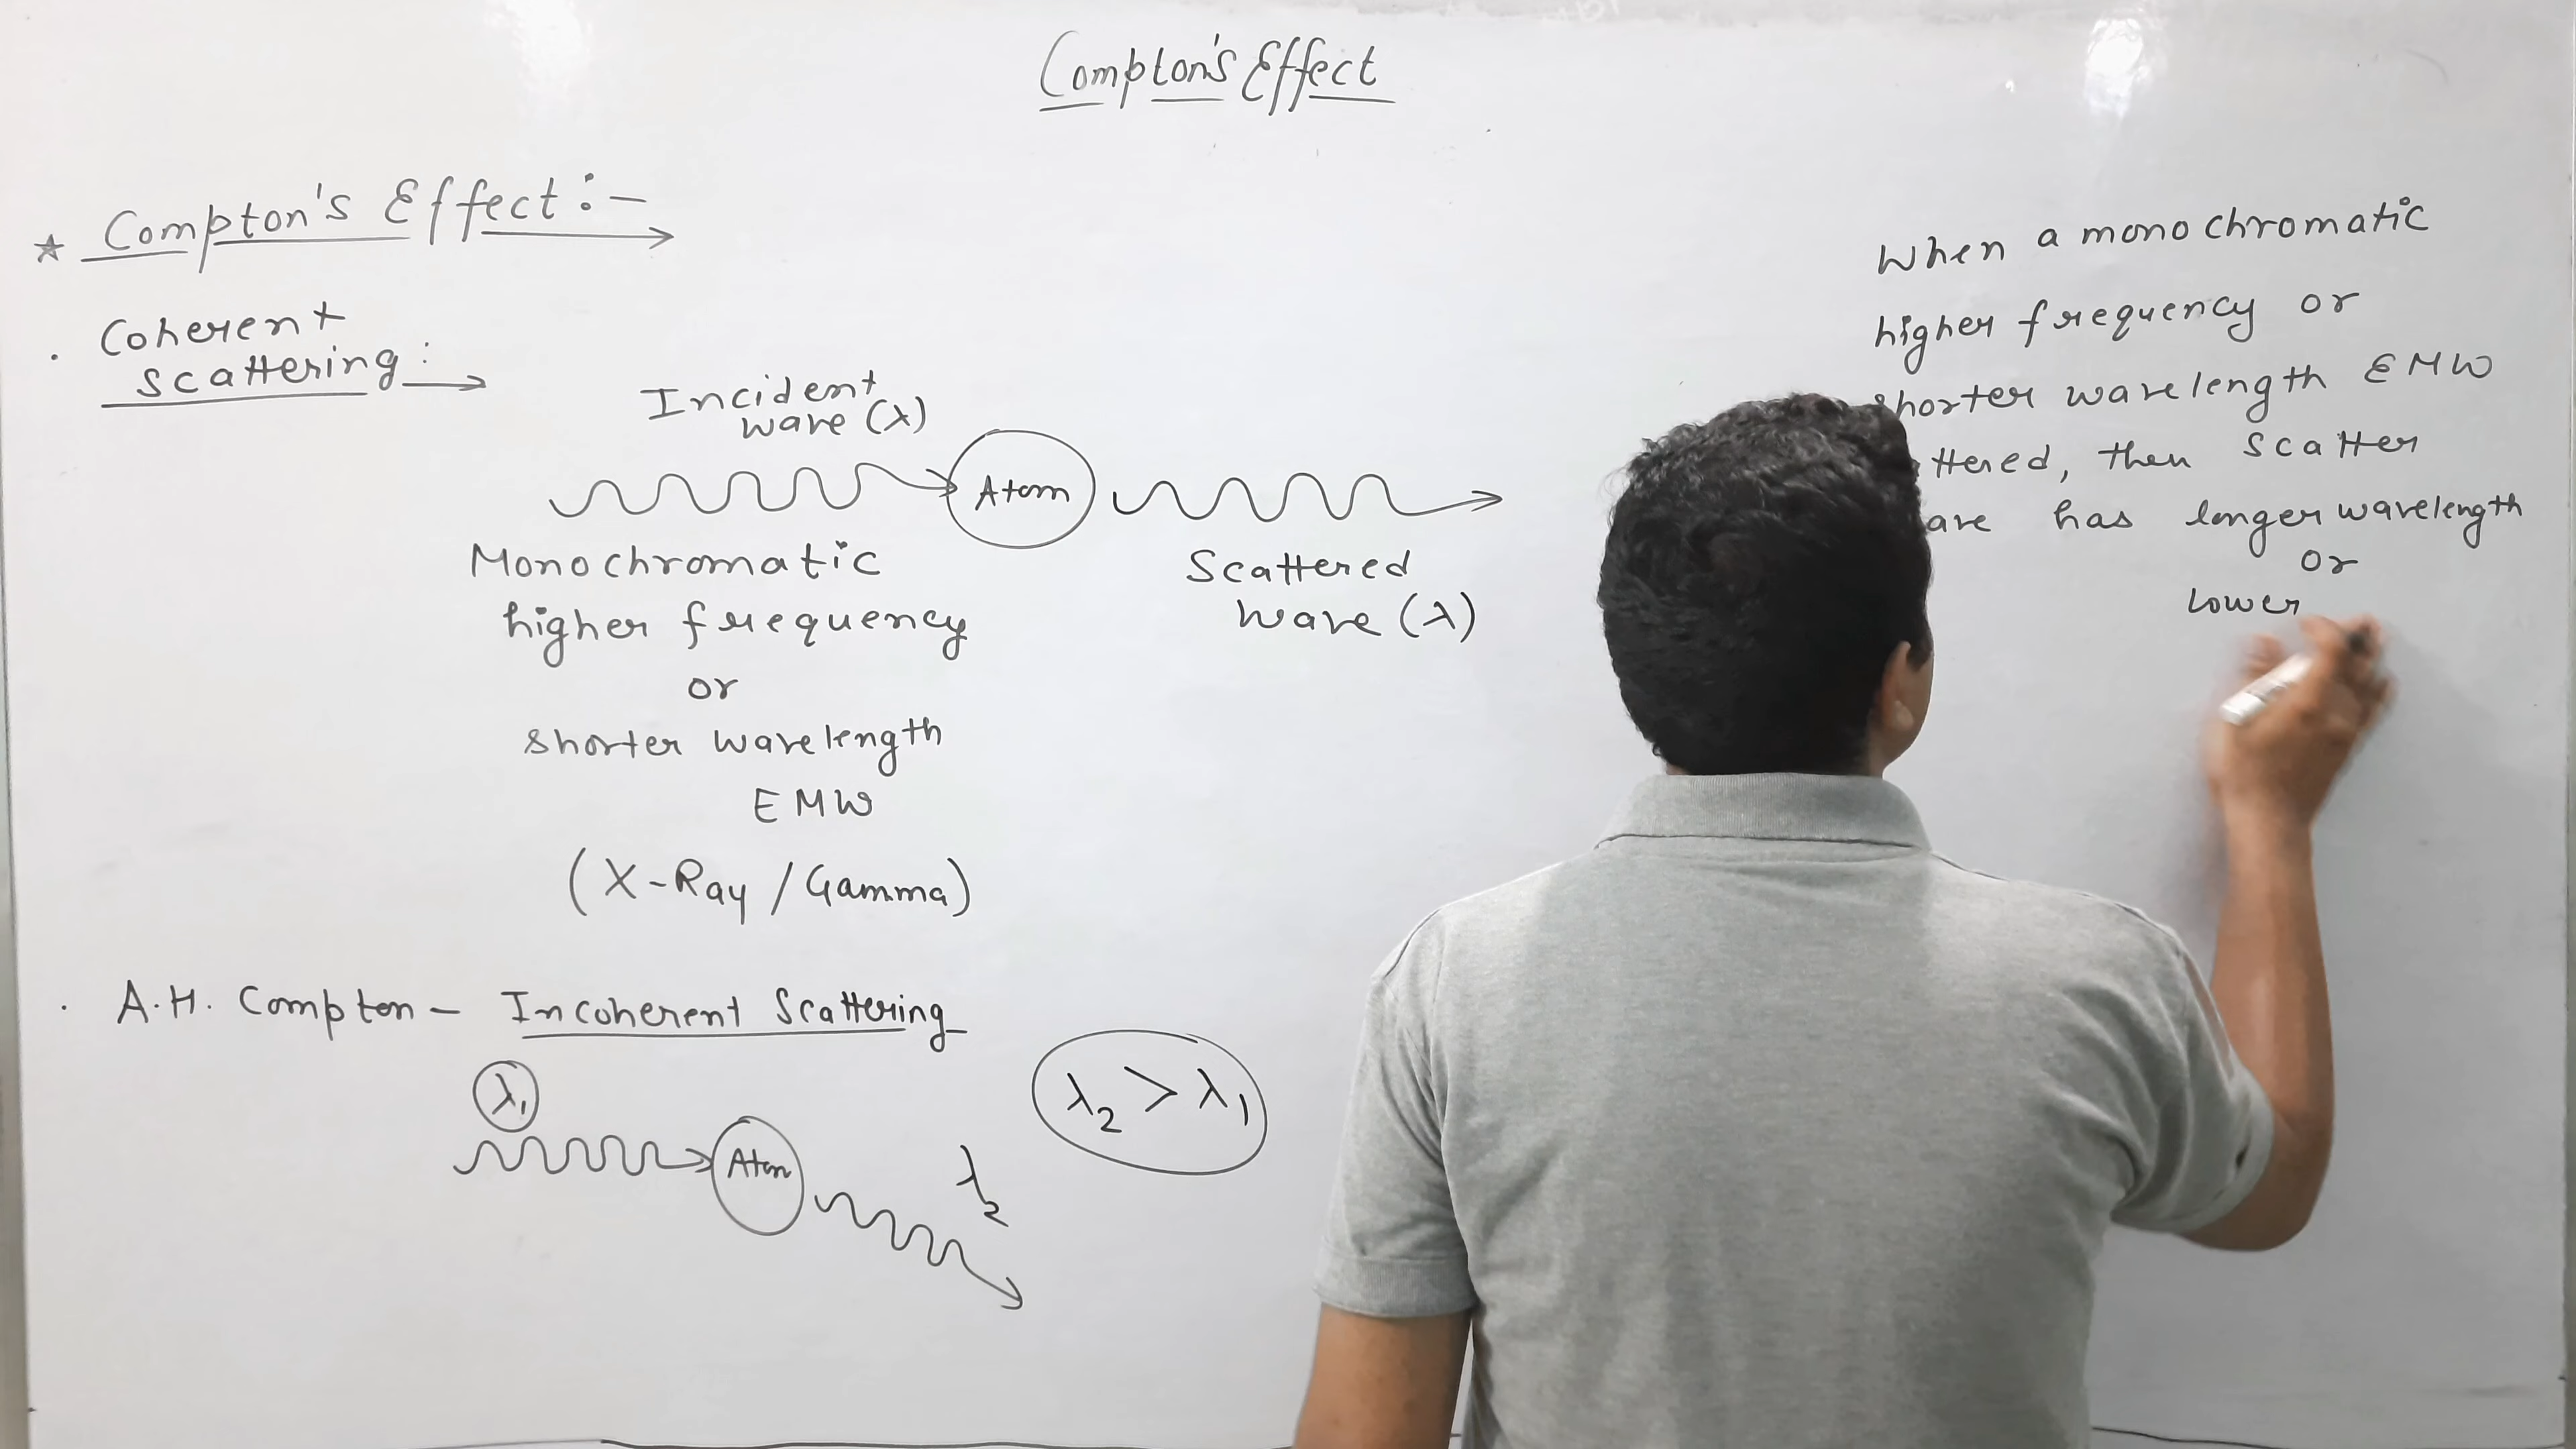 Compton's Effect
☆ Compton's Effect :-
. Coherent
scattering :
Incident
wave (λ)
Atom
Monochromatic
higher frequency
or
shorter wavelength
EMW
(X-Ray / Gamma)
Scattered
wave (λ)
. A.H. Compton - Incoherent Scattering
λ1
Atom
λ2
λ2 > λ1
When a monochromatic
higher frequency or
shorter wavelength EMW
ttered, then scatter
are has longer wavelength
or
Lower